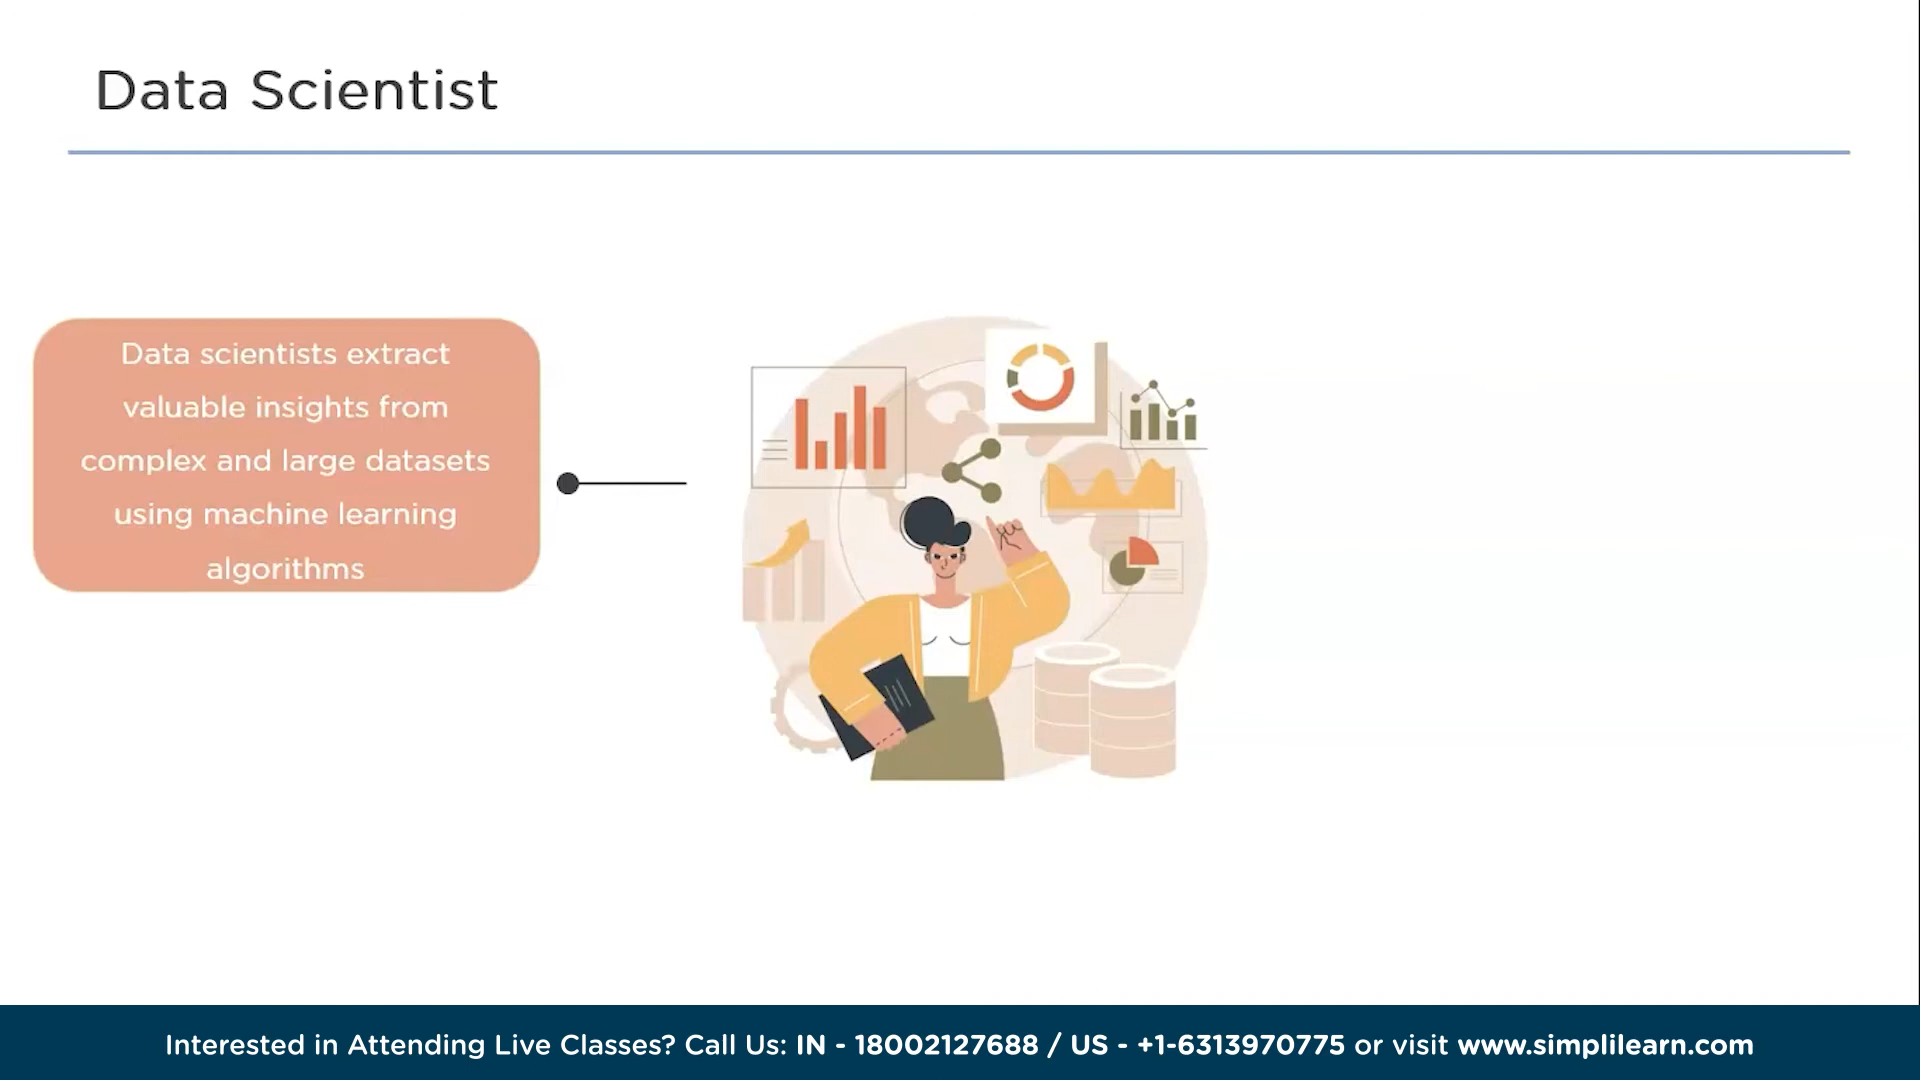 Data Scientist
Data scientists extract
valuable insights from
complex and large datasets
using machine learning
algorithms
Interested in Attending Live Classes? Call Us: IN - 18002127688 / US - +1-6313970775 or visit www.simplilearn.com